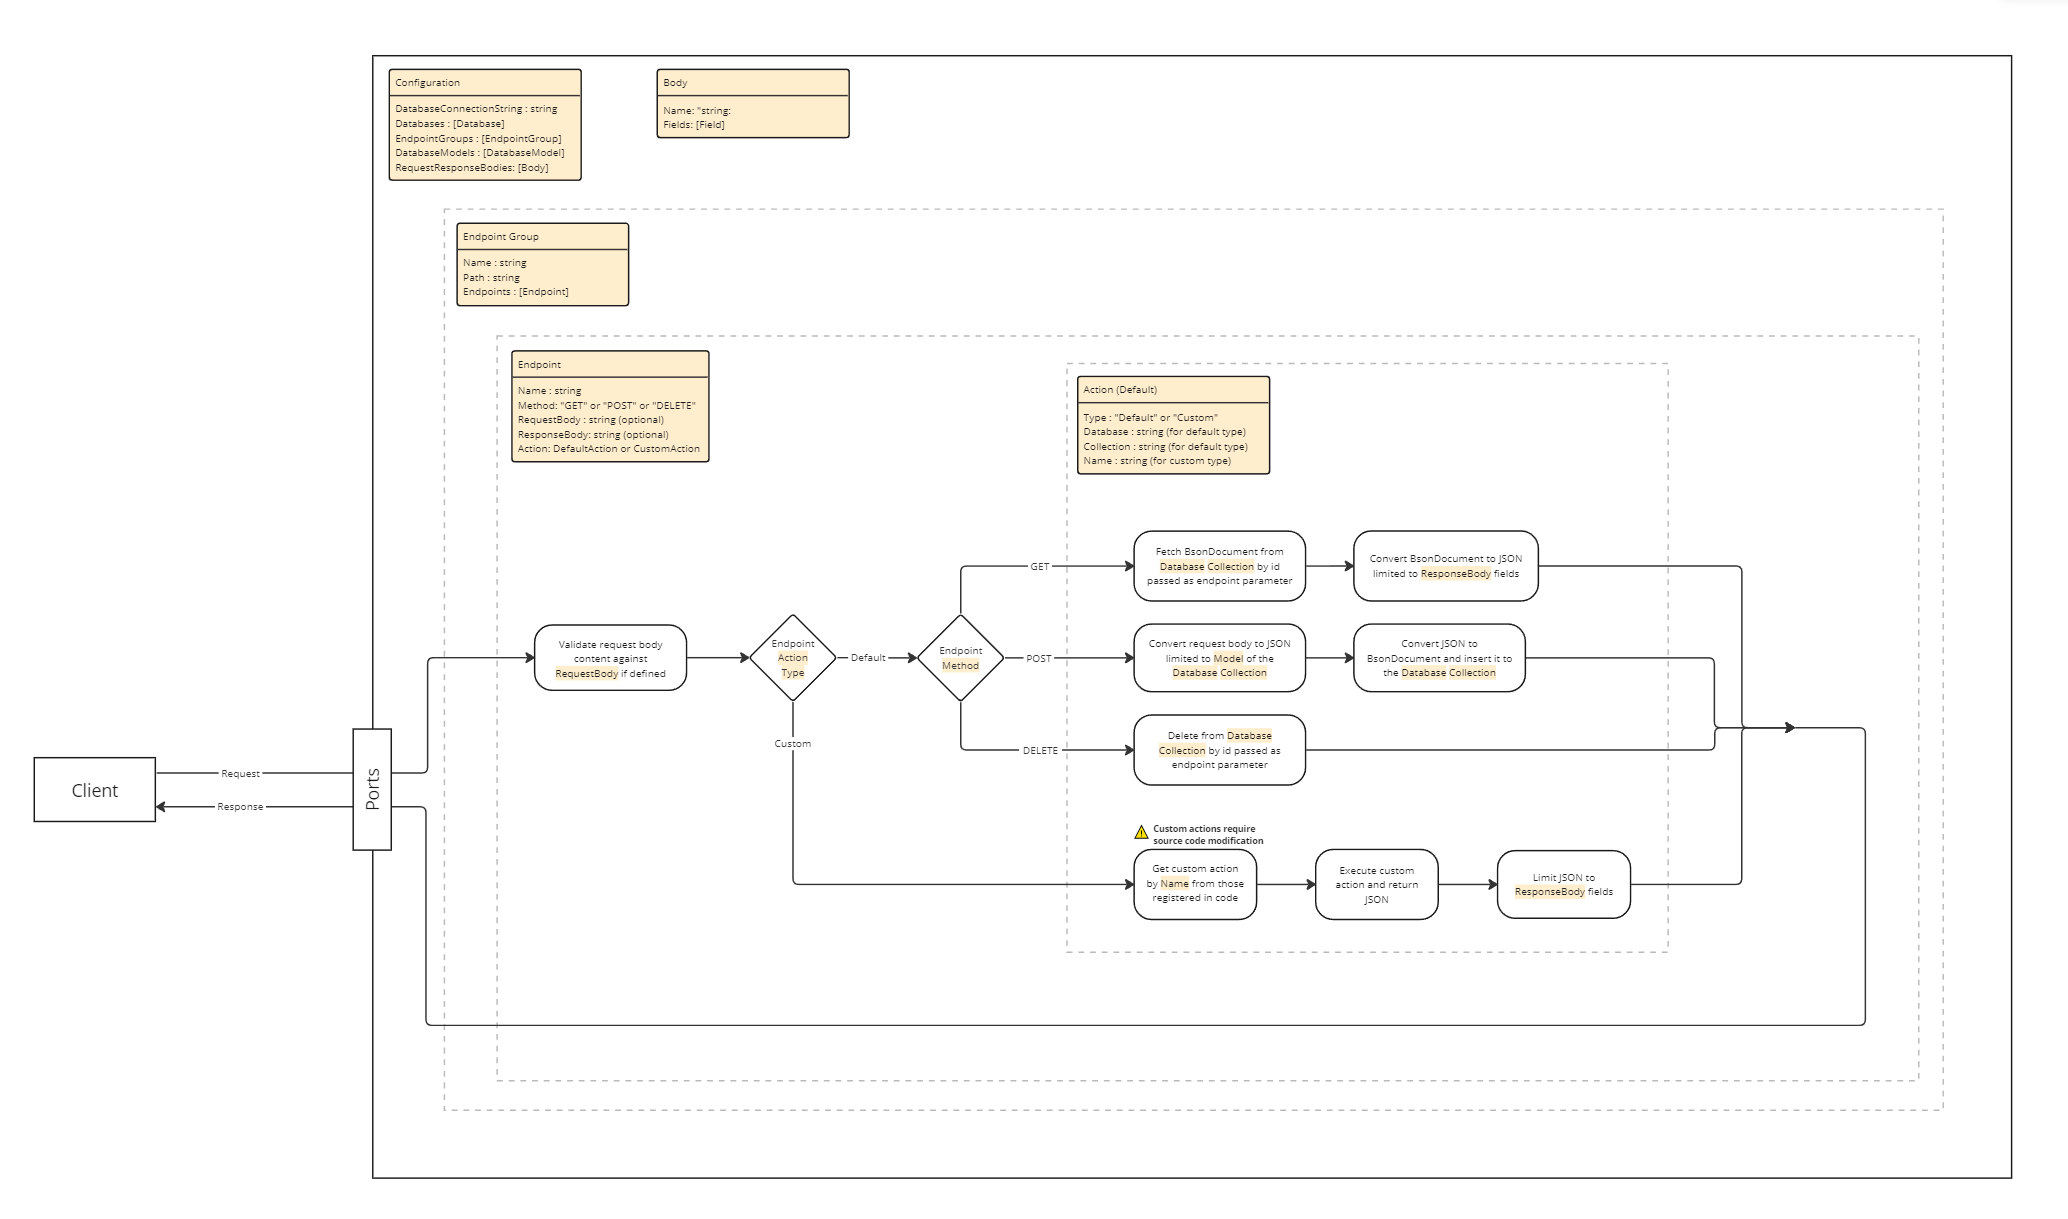 Configuration
DatabaseConnectionString : string
Databases : [Database]
EndpointGroups : [EndpointGroup]
DatabaseModels : [DatabaseModel]
RequestResponseBodies: [Body]
Body
Name: "string:
Fields: [Field]
Endpoint Group
Name : string
Path : string
Endpoints : [Endpoint]
Endpoint
Name : string
Method: "GET" or "POST" or "DELETE"
RequestBody : string (optional)
ResponseBody: string (optional)
Action: DefaultAction or CustomAction
Action (Default)
Type : "Default" or "Custom"
Database : string (for default type)
Collection : string (for default type)
Name : string (for custom type)
Client
Request
Response
Ports
Validate request body
content against
RequestBody if defined
Endpoint
Action
Type
Default
Custom
Endpoint
Method
GET
Fetch BsonDocument from
Database Collection by id
passed as endpoint parameter
Convert BsonDocument to JSON
limited to ResponseBody fields
POST
Convert request body to JSON
limited to Model of the
Database Collection
Convert JSON to
BsonDocument and insert it to
the Database Collection
DELETE
Delete from Database
Collection by id passed as
endpoint parameter
Custom actions require
source code modification
Get custom action
by Name from those
registered in code
Execute custom
action and return
JSON
Limit JSON to
ResponseBody fields